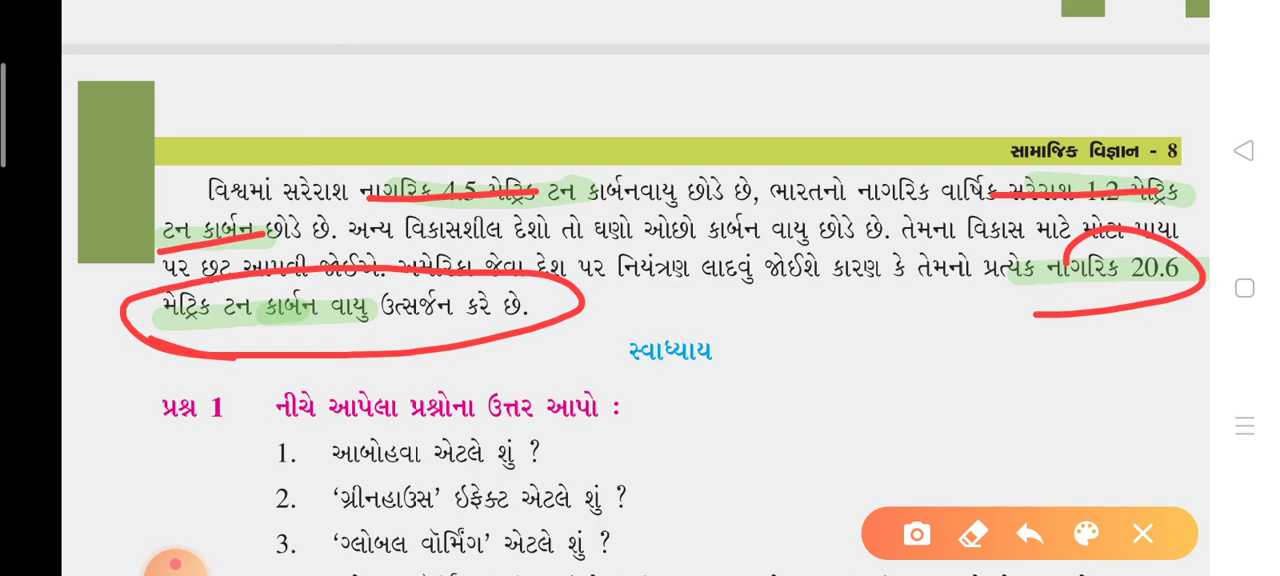 સામાજિક વિજ્ઞાન - 8
વિશ્વમાં સરેરાશ નાગરિક 4.5 મેટ્રિક ટન કાર્બનવાયુ છોડે છે, ભારતનો નાગરિક વાર્ષિક સરેરાશ 1.2 મેટ્રિક
ટન કાર્બન છોડે છે. અન્ય વિકાસશીલ દેશો તો ઘણો ઓછો કાર્બન વાયુ છોડે છે. તેમના વિકાસ માટે મોટા પાયા
પર છૂટ આપવી જોઈએ. અમેરિકા જેવા દેશ પર નિયંત્રણ લાદવું જોઈશે કારણ કે તેમનો પ્રત્યેક નાગરિક 20.6
મેટ્રિક ટન કાર્બન વાયુ ઉત્સર્જન કરે છે.
સ્વાધ્યાય
પ્રશ્ન 1 નીચે આપેલા પ્રશ્નોના ઉત્તર આપો :
1. આબોહવા એટલે શું ?
2. ‘ગ્રીનહાઉસ’ ઇફેક્ટ એટલે શું ?
3. ‘ગ્લોબલ વૉર્મિંગ’ એટલે શું ?